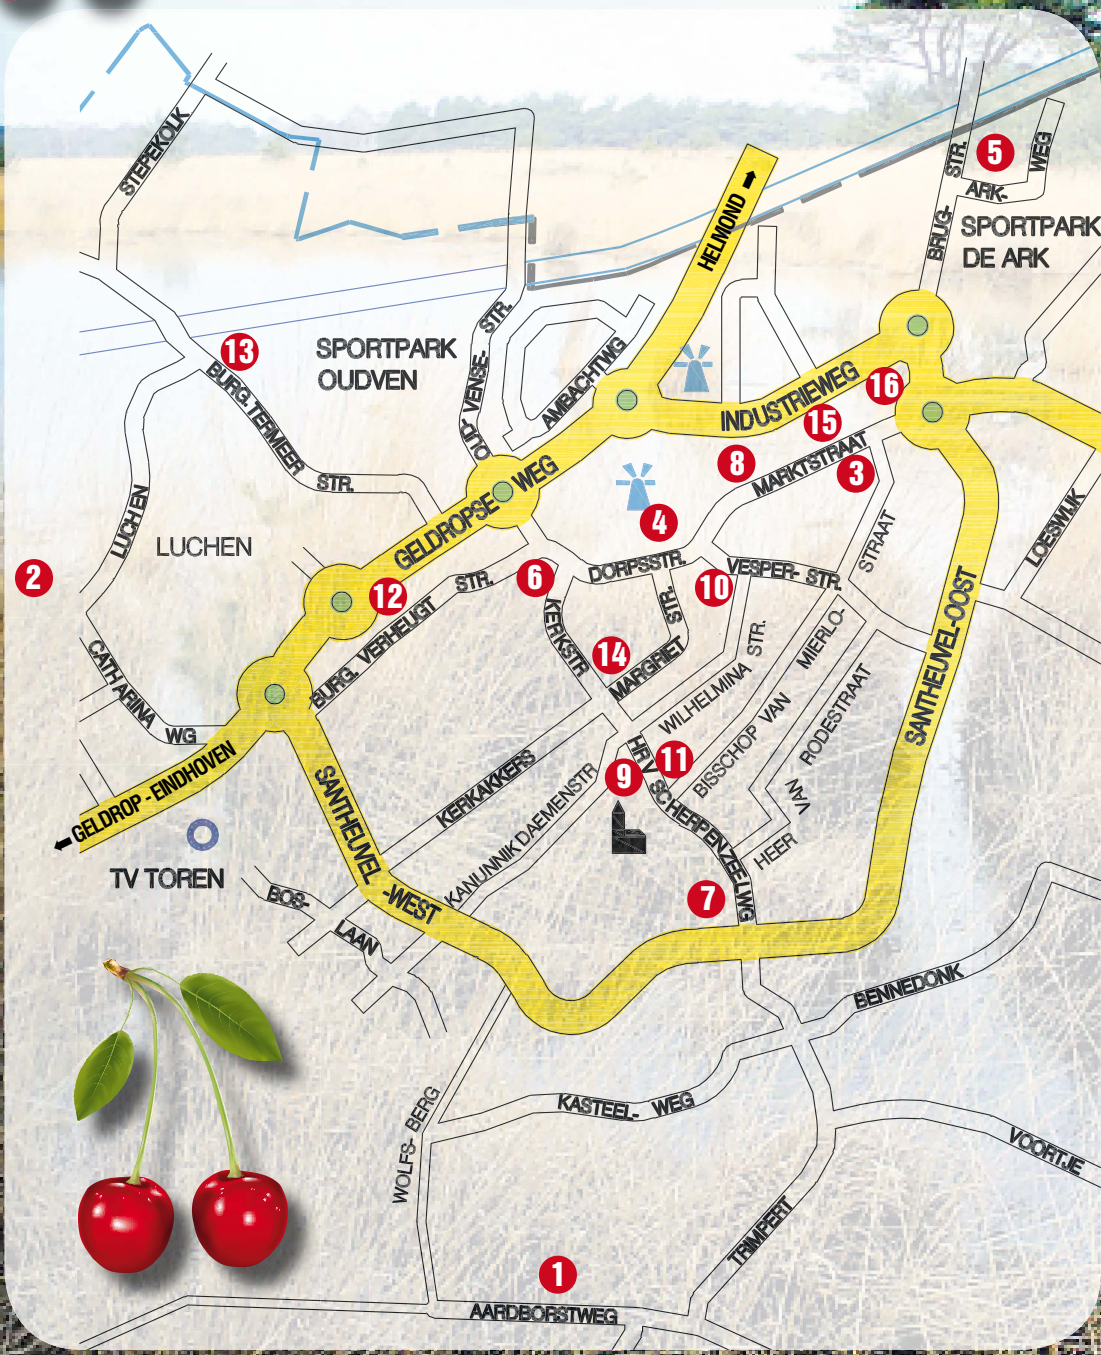 STEPEKOLK
HELMOND
BRUG-
STR.
5
ARK-
WEG
SPORTPARK
DE ARK
13
SPORTPARK
OUDVEN
OUD-
VENSE-
STR.
AMBACHTWG
BURG. TERMEER
STR.
INDUSTRIEWEG
16
15
8
MARKTSTRAAT
3
GELDROPSE
WEG
LUCHEN
LUCHEN
2
4
6
DORPSSTR.
10
VESPER-
STR.
STRAAT
LOESWIJK
12
BURG. VERHEUGT
STR.
KERKSTR
14
MARGRIET
STR.
WILHELMINA
STR.
BISSCHOP
VAN
MIERLO-
HEER
VAN
RODESTRAAT
SANTHEUVEL-OOST
CATHARINA
WG
GELDROP - EINDHOVEN
TV TOREN
SANTHEUVEL
-WEST
KERKAKKERS
KANUNNIK DAEMENSTR
9
11
HRV SCHERPENZEELWG
7
BOS-
LAAN
BENNEDONK
WOLFS-
BERG
KASTEEL-
WEG
VOORTJE
TRIMPERT
1
AARDBORSTWEG